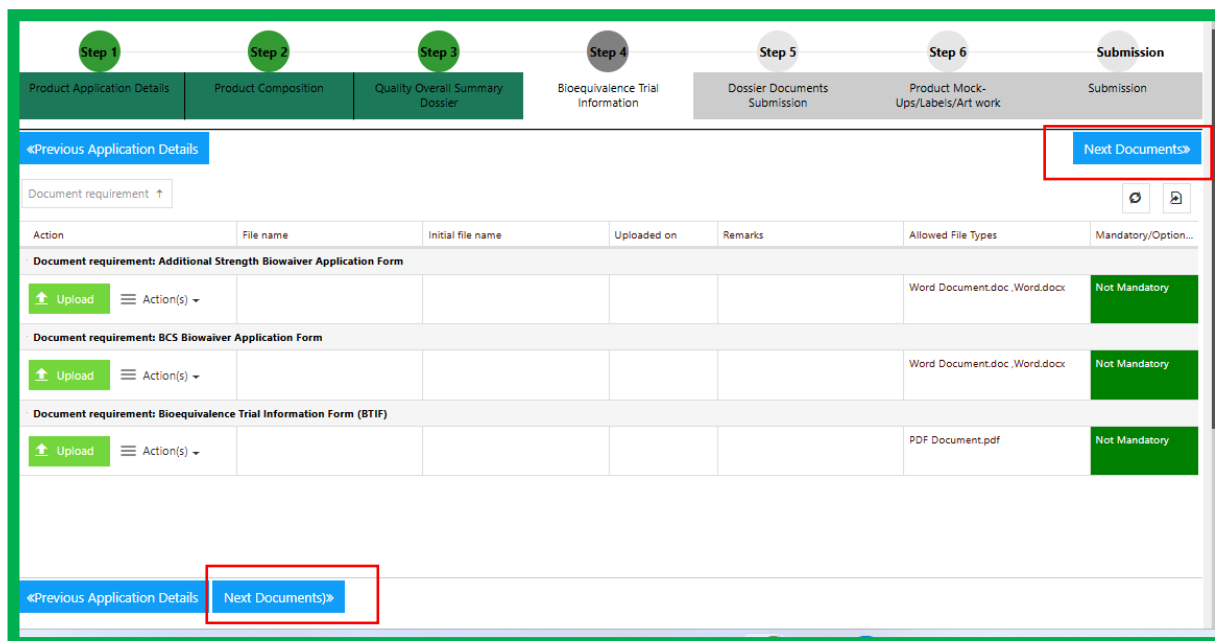 Step 1 Step 2 Step 3 Step 4 Step 5 Step 6 Submission
Product Application Details Product Composition Quality Overall Summary Bioequivalence Trial Dossier Documents Product Mock- Submission
Dossier Information Submission Ups/Labels/Art work
«Previous Application Details Next Documents»
Document requirement ↑
Action File name Initial file name Uploaded on Remarks Allowed File Types Mandatory/Option...
Document requirement: Additional Strength Biowaiver Application Form
Upload Action(s) Word Document.doc ,Word.docx Not Mandatory
Document requirement: BCS Biowaiver Application Form
Upload Action(s) Word Document.doc ,Word.docx Not Mandatory
Document requirement: Bioequivalence Trial Information Form (BTIF)
Upload Action(s) PDF Document.pdf Not Mandatory
«Previous Application Details Next Documents)»